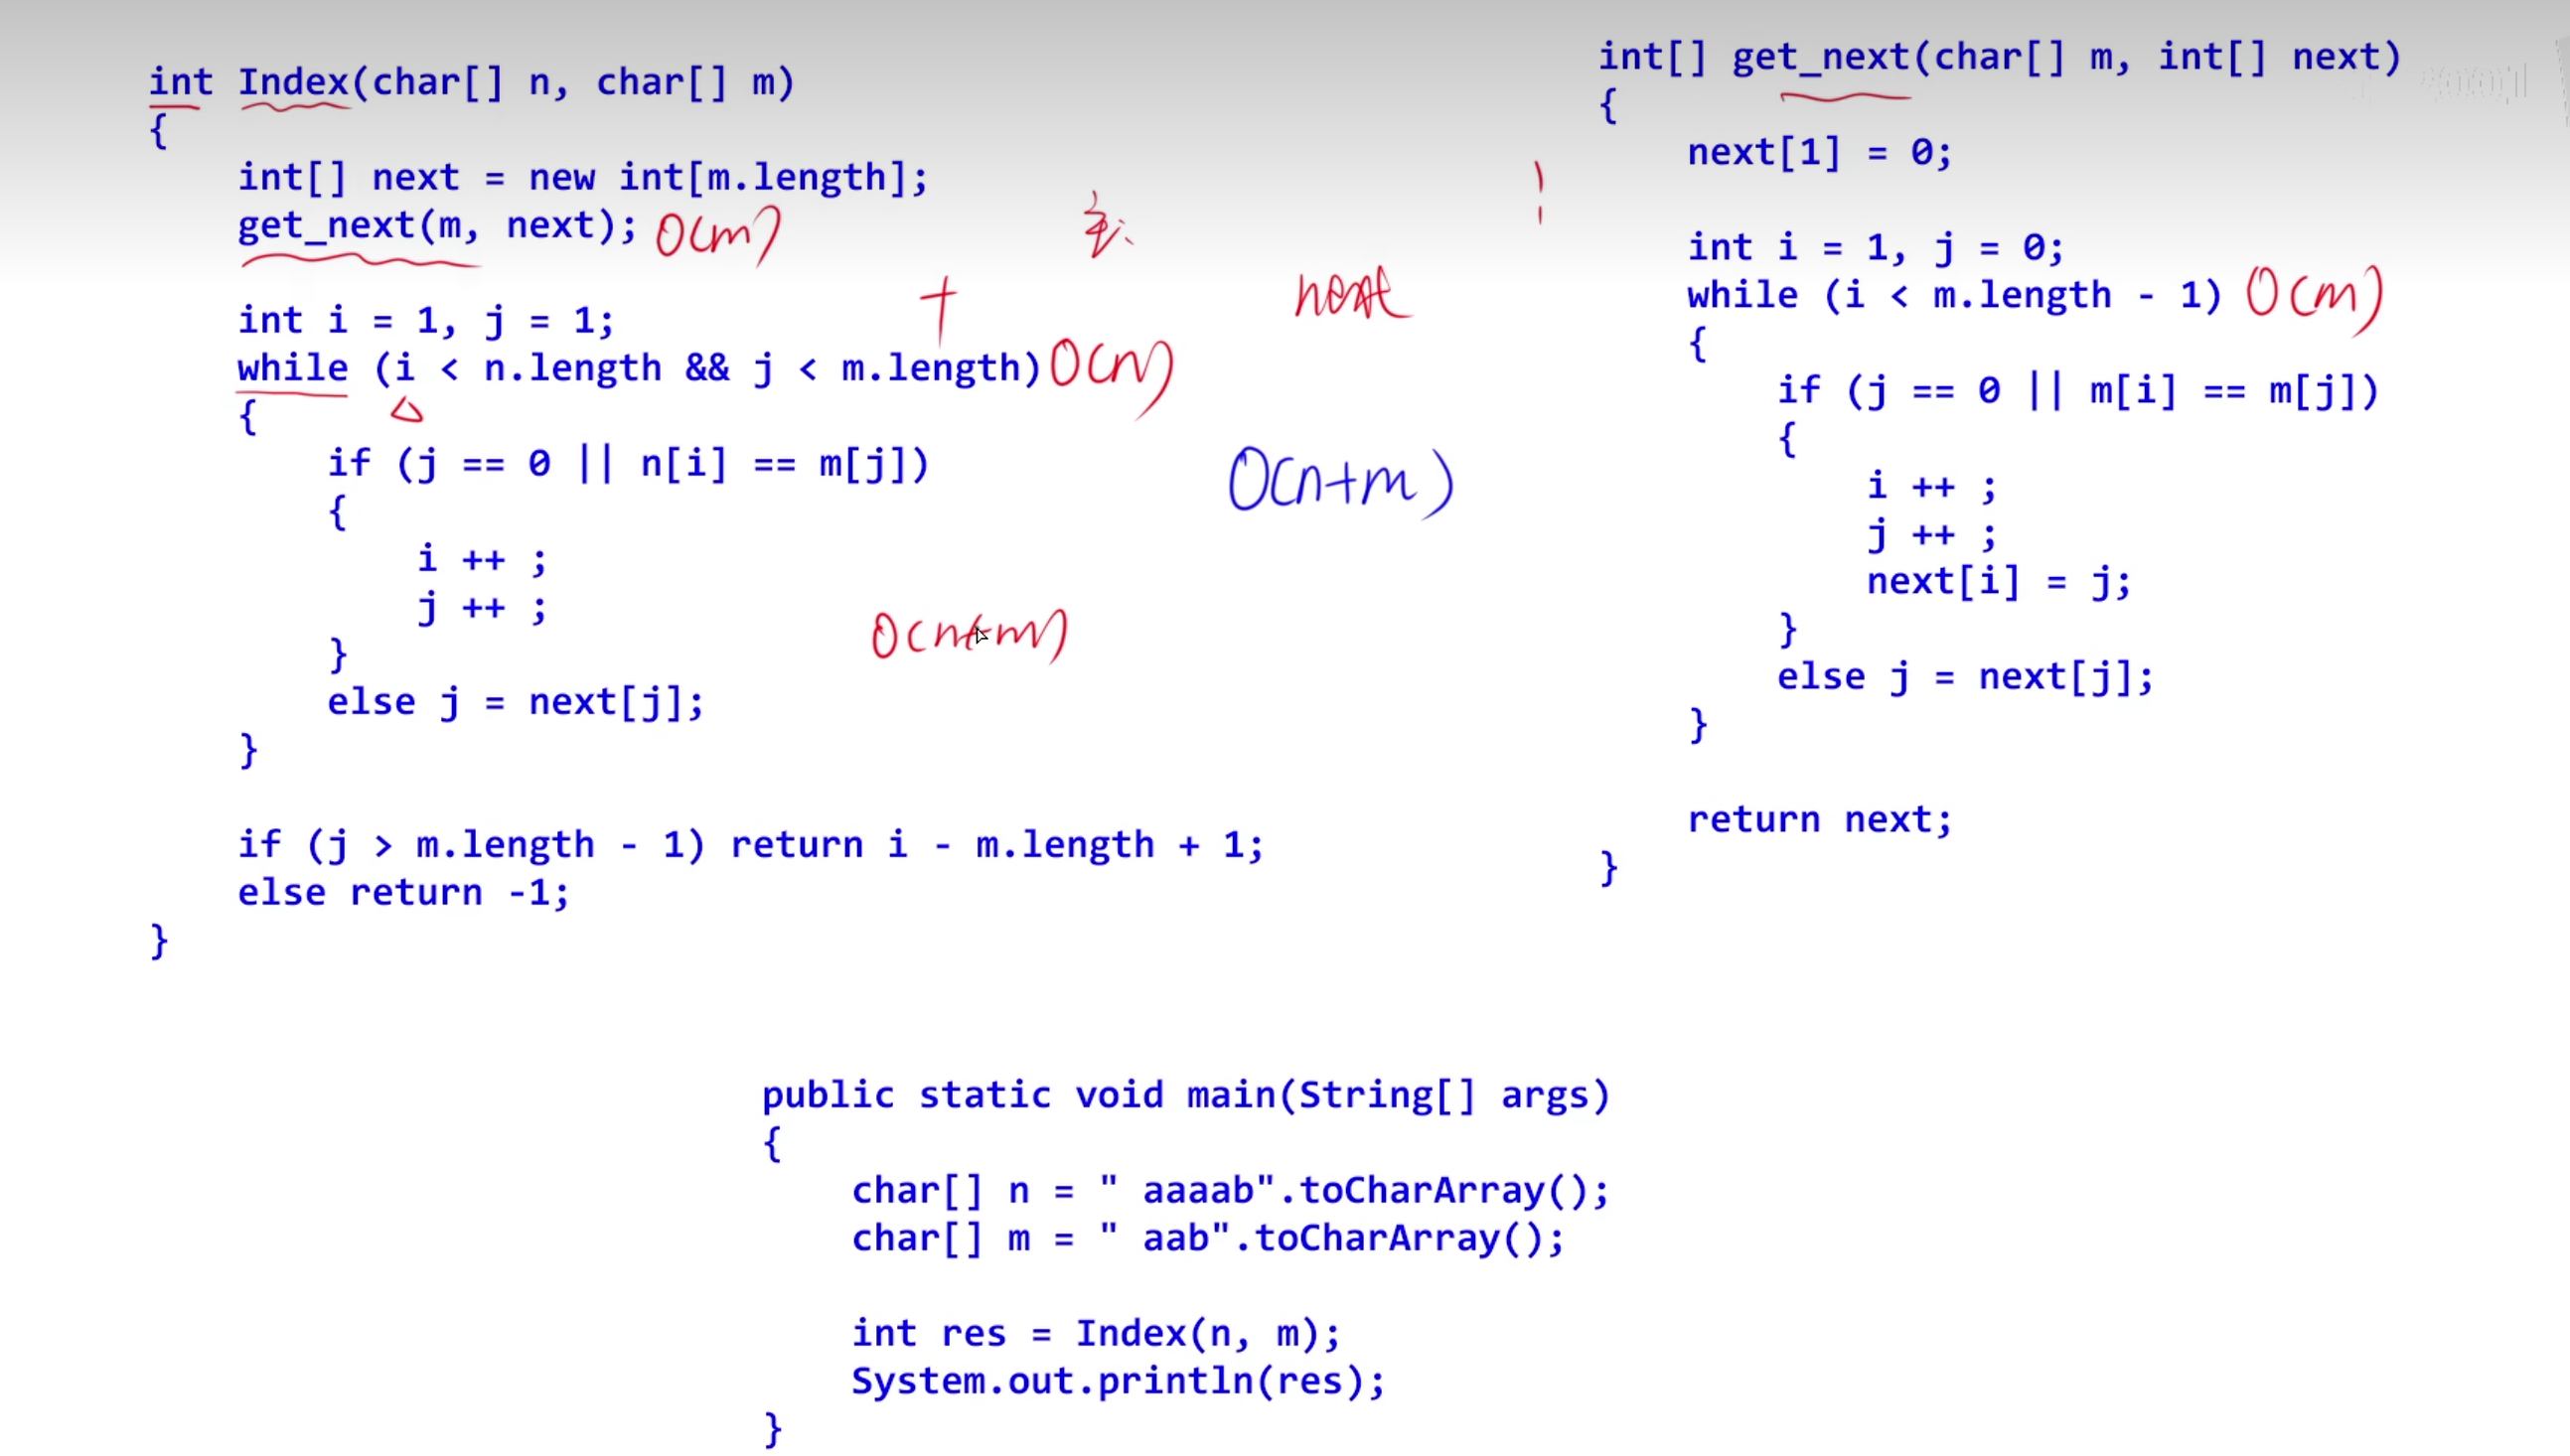 int Index(char[] n, char[] m)
{
int[] next = new int[m.length];
get_next(m, next); O(m)
int i = 1, j = 1;
+
while (i < n.length && j < m.length) O(n)
{
if (j == 0 || n[i] == m[j])
{
i ++ ;
j ++ ;
}
else j = next[j];
}
if (j > m.length - 1) return i - m.length + 1;
else return -1;
}
next
O(n+m)
O(n+m)
int[] get_next(char[] m, int[] next)
{
next[1] = 0;
int i = 1, j = 0;
while (i < m.length - 1) O(m)
{
if (j == 0 || m[i] == m[j])
{
i ++ ;
j ++ ;
next[i] = j;
}
else j = next[j];
}
return next;
}
public static void main(String[] args)
{
char[] n = " aaaab".toCharArray();
char[] m = " aab".toCharArray();
int res = Index(n, m);
System.out.println(res);
}